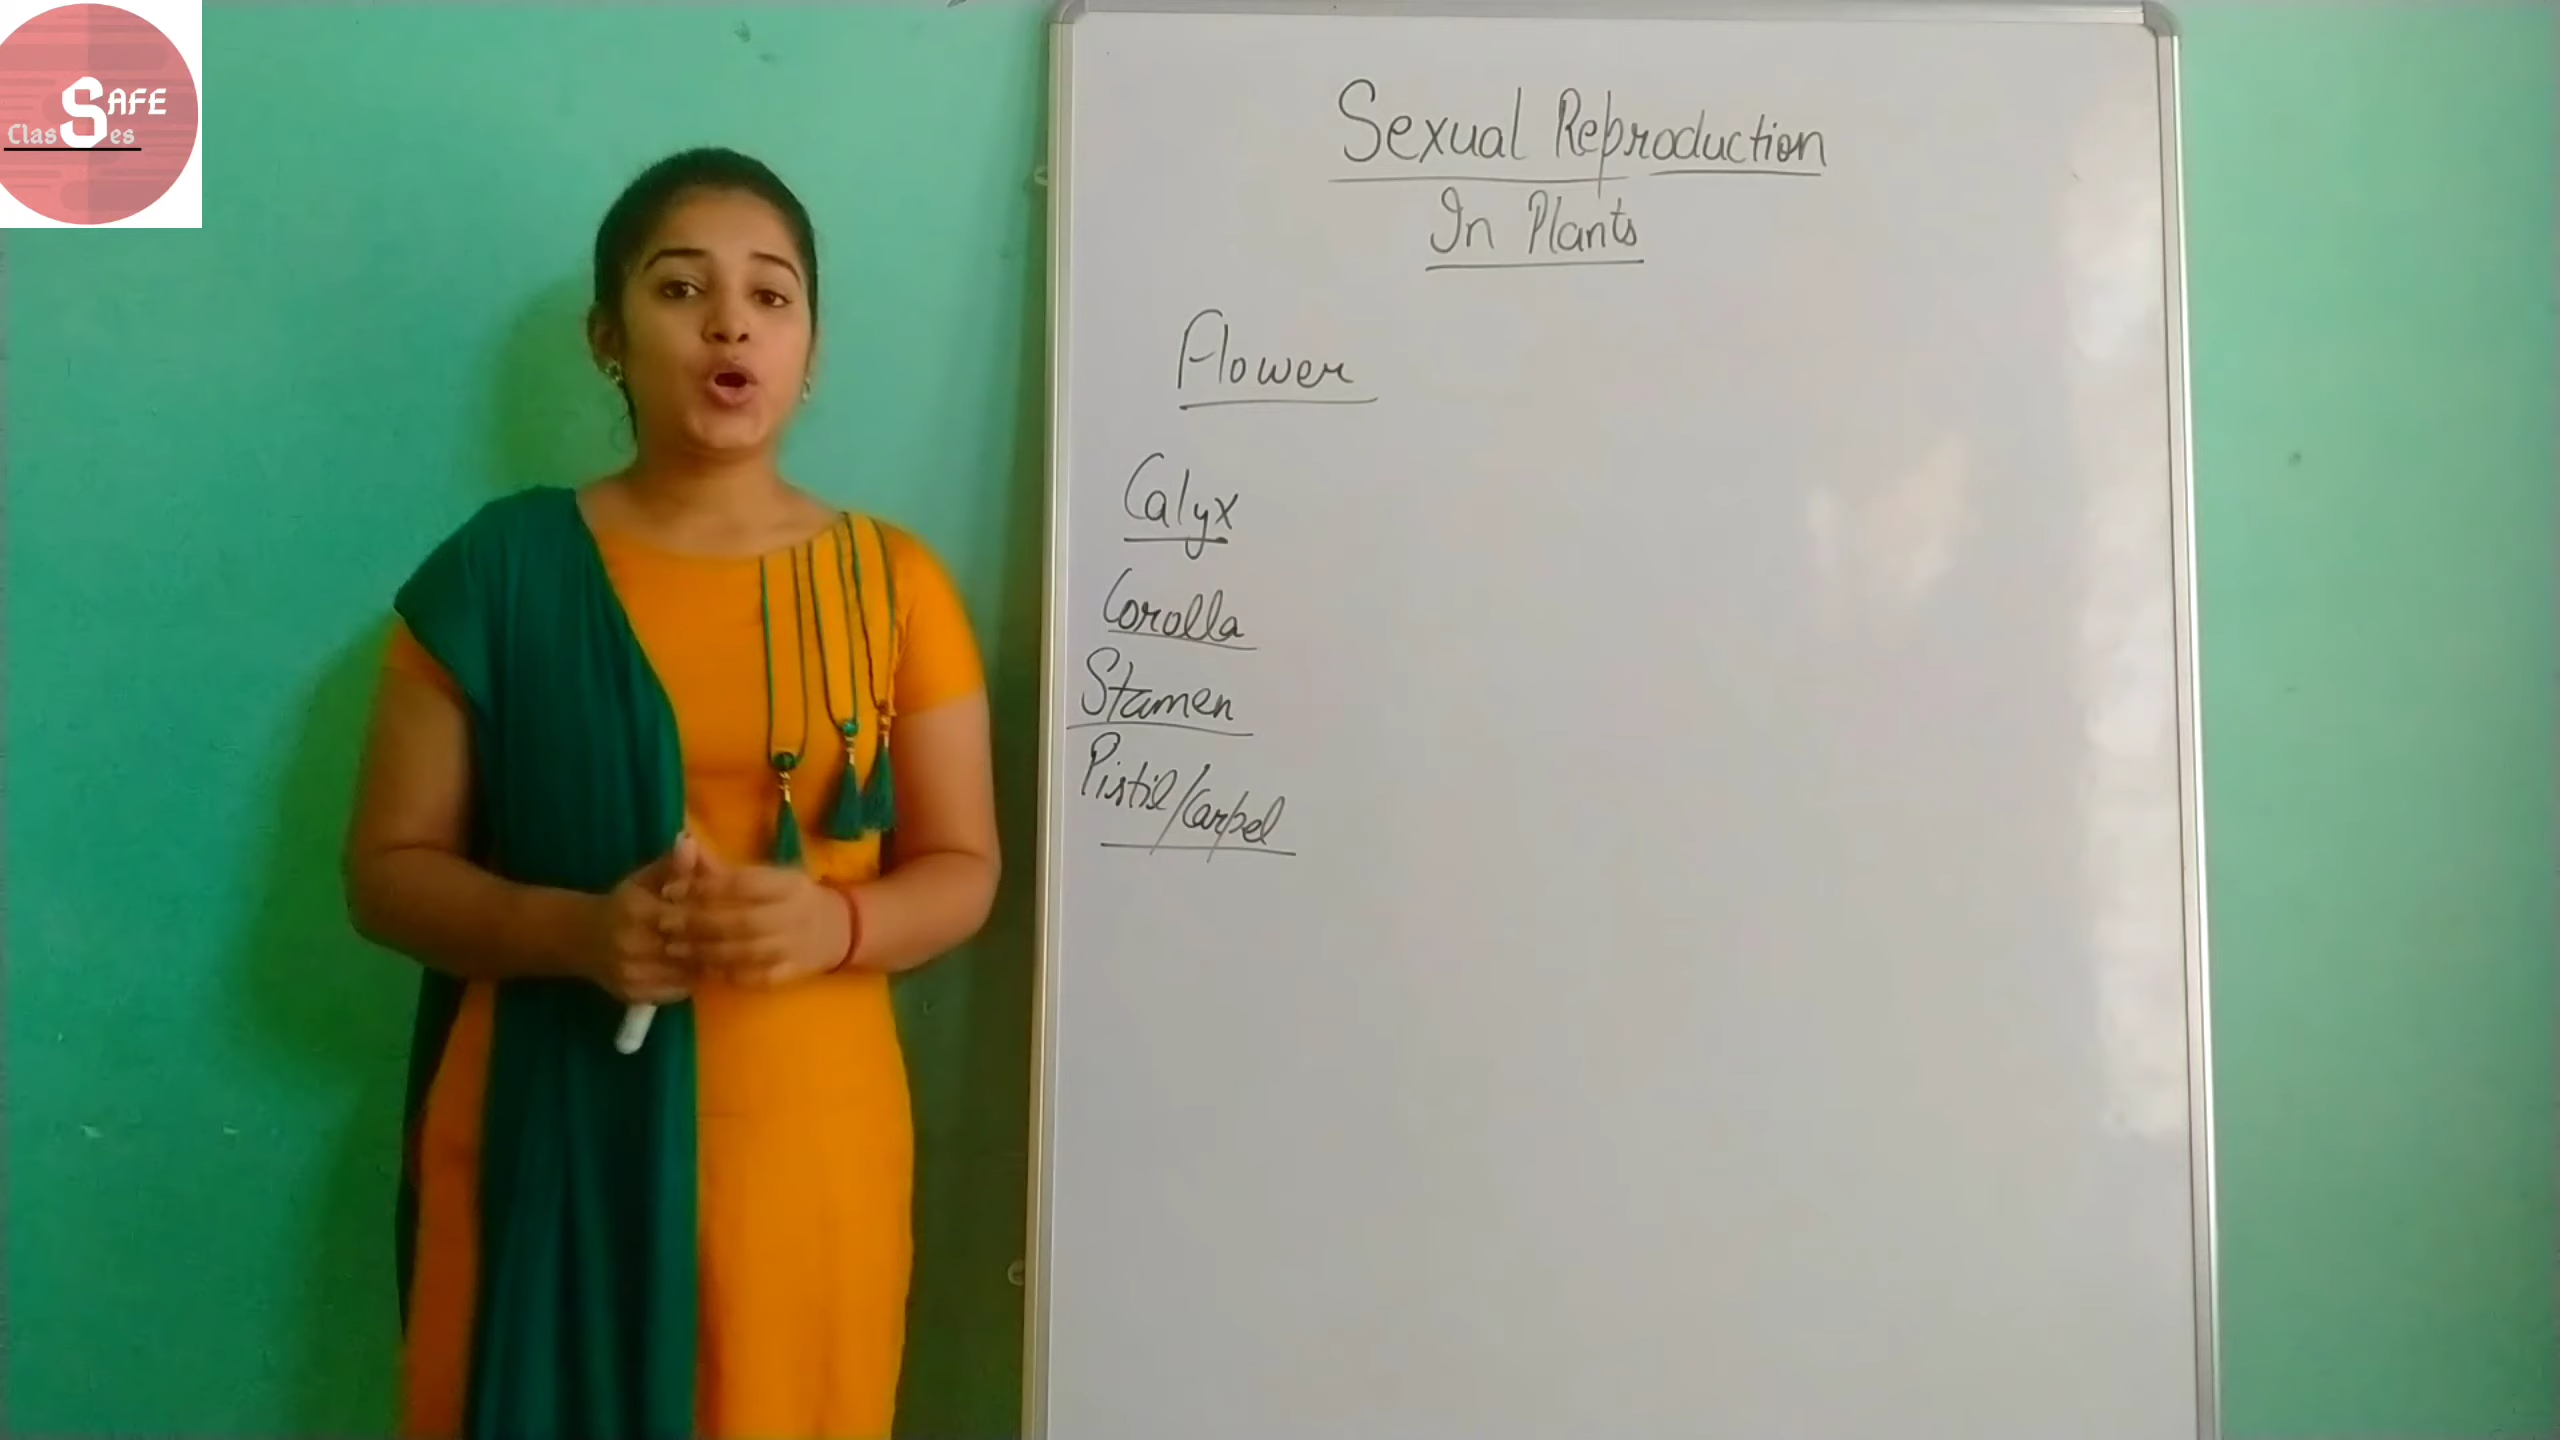 SAFE
Classes
Sexual Reproduction
In Plants
Flower
Calyx
Corolla
Stamen
Pistil/Carpel